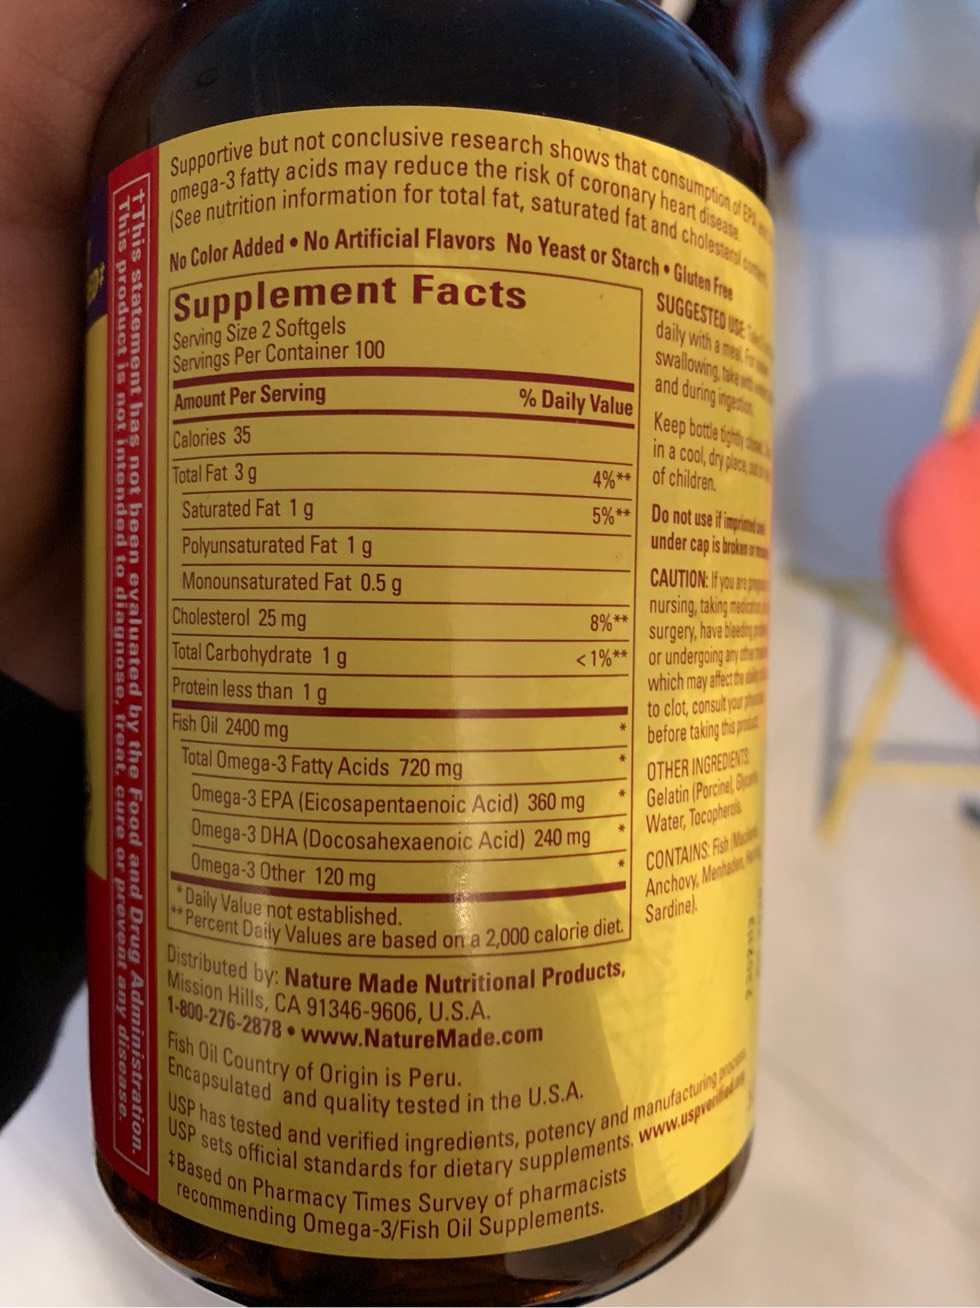 Supportive but not conclusive research shows that consumption of EPA
omega-3 fatty acids may reduce the risk of coronary heart disease.
(See nutrition information for total fat, saturated fat and cholesterol
No Color Added • No Artificial Flavors No Yeast or Starch • Gluten Free
Supplement Facts
Serving Size 2 Softgels
Servings Per Container 100
Amount Per Serving % Daily Value
Calories 35
Total Fat 3 g 4%**
Saturated Fat 1 g 5%**
Polyunsaturated Fat 1 g
Monounsaturated Fat 0.5 g
Cholesterol 25 mg 8%**
Total Carbohydrate 1 g <1%**
Protein less than 1 g
Fish Oil 2400 mg *
Total Omega-3 Fatty Acids 720 mg *
Omega-3 EPA (Eicosapentaenoic Acid) 360 mg *
Omega-3 DHA (Docosahexaenoic Acid) 240 mg *
Omega-3 Other 120 mg *
*Daily Value not established.
**Percent Daily Values are based on a 2,000 calorie diet.
SUGGESTED USE:
daily with a meal. For
swallowing, take with
and during ingestion.
Keep bottle tightly
in a cool, dry place,
of children.
Do not use if imprinted
under cap is broken or
CAUTION: If you are
nursing, taking
surgery, have bleeding
or undergoing any other
which may affect the
to clot, consult your
before taking this product.
OTHER INGREDIENTS:
Gelatin (Porcine),
Water, Tocopherols.
CONTAINS: Fish
Anchovy, Menhaden,
Sardine).
Distributed by: Nature Made Nutritional Products,
Mission Hills, CA 91346-9606, U.S.A.
1-800-276-2878 • www.NatureMade.com
Fish Oil Country of Origin is Peru.
Encapsulated and quality tested in the U.S.A.
USP has tested and verified ingredients, potency and manufacturing process.
USP sets official standards for dietary supplements. www.uspverified.org
‡Based on Pharmacy Times Survey of pharmacists
recommending Omega-3/Fish Oil Supplements.
†This statement has not been evaluated by the Food and Drug Administration.
This product is not intended to diagnose, treat, cure or prevent any disease.